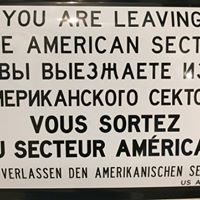 YOU ARE LEAVING
E AMERICAN SECT
ВЫ ВЫЕЗЖАЕТЕ ИЗ
МЕРИКАНСКОГО СЕКТО
VOUS SORTEZ
U SECTEUR AMÉRICA
VERLASSEN DEN AMERIKANISCHEN SE
US A